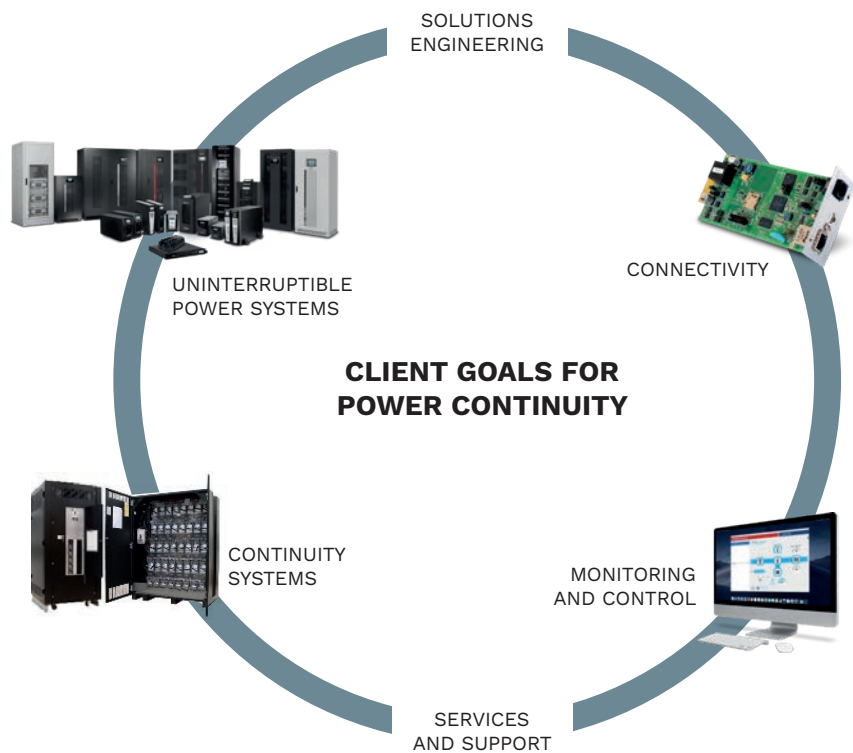 SOLUTIONS
ENGINEERING
UNINTERRUPTIBLE
POWER SYSTEMS
CONNECTIVITY
CLIENT GOALS FOR
POWER CONTINUITY
CONTINUITY
SYSTEMS
MONITORING
AND CONTROL
SERVICES
AND SUPPORT